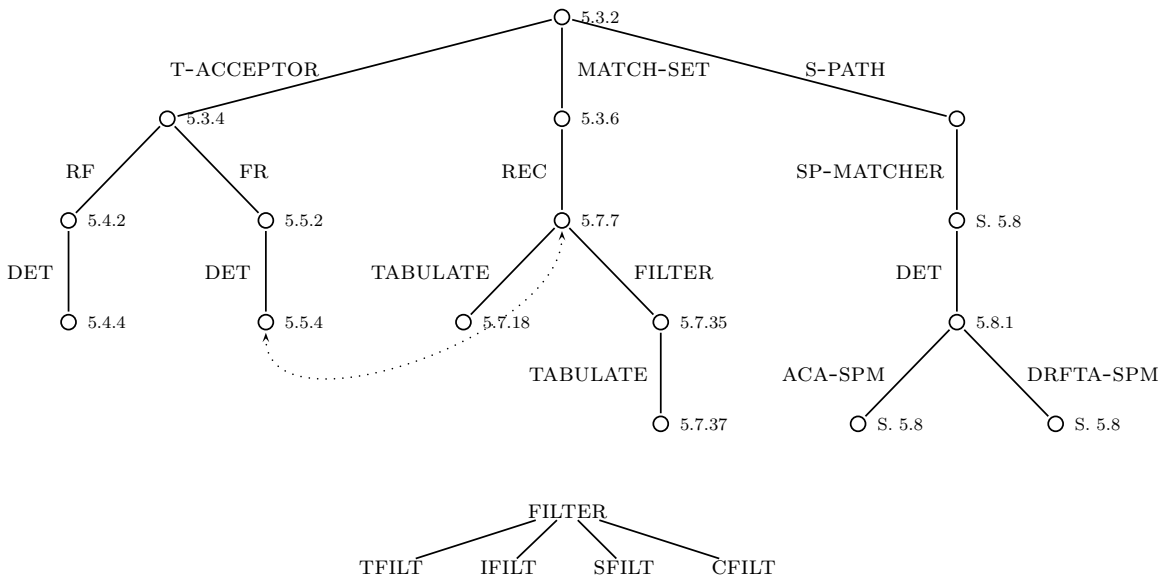 5.3.2
T-ACCEPTOR MATCH-SET S-PATH
5.3.4 5.3.6
RF FR REC SP-MATCHER
5.4.2 5.5.2 5.7.7 S. 5.8
DET DET TABULATE FILTER DET
5.4.4 5.5.4 5.7.18 5.7.35 5.8.1
TABULATE ACA-SPM DRFTA-SPM
5.7.37 S. 5.8 S. 5.8
FILTER
TFILT IFILT SFILT CFILT